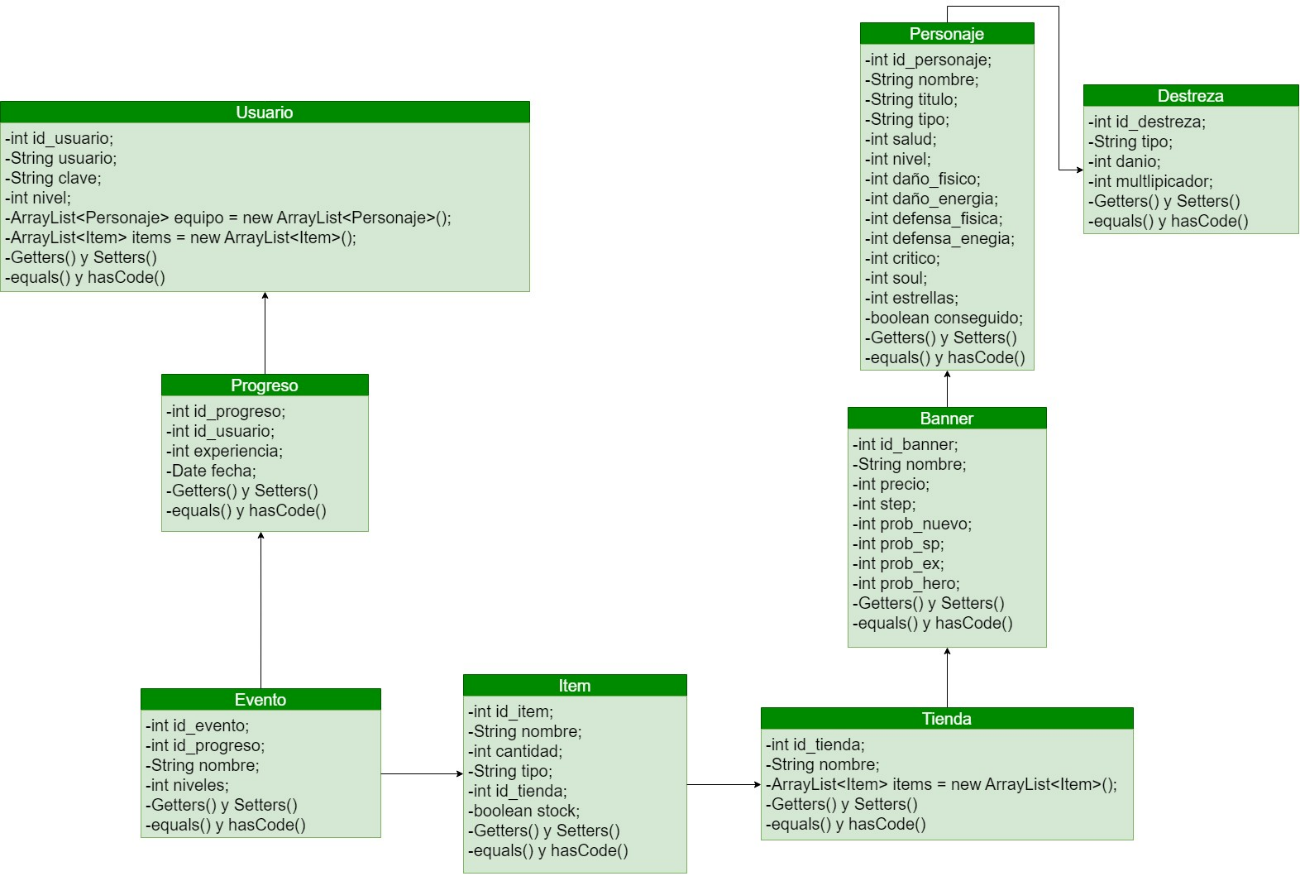 Usuario
-int id_usuario;
-String usuario;
-String clave;
-int nivel;
-ArrayList<Personaje> equipo = new ArrayList<Personaje>();
-ArrayList<Item> items = new ArrayList<Item>();
-Getters() y Setters()
-equals() y hasCode()
Progreso
-int id_progreso;
-int id_usuario;
-int experiencia;
-Date fecha;
-Getters() y Setters()
-equals() y hasCode()
Evento
-int id_evento;
-int id_progreso;
-String nombre;
-int niveles;
-Getters() y Setters()
-equals() y hasCode()
Item
-int id_item;
-String nombre;
-int cantidad;
-String tipo;
-int id_tienda;
-boolean stock;
-Getters() y Setters()
-equals() y hasCode()
Tienda
-int id_tienda;
-String nombre;
-ArrayList<Item> items = new ArrayList<Item>();
-Getters() y Setters()
-equals() y hasCode()
Banner
-int id_banner;
-String nombre;
-int precio;
-int step;
-int prob_nuevo;
-int prob_sp;
-int prob_ex;
-int prob_hero;
-Getters() y Setters()
-equals() y hasCode()
Personaje
-int id_personaje;
-String nombre;
-String titulo;
-String tipo;
-int salud;
-int nivel;
-int daño_fisico;
-int daño_energia;
-int defensa_fisica;
-int defensa_enegia;
-int critico;
-int soul;
-int estrellas;
-boolean conseguido;
-Getters() y Setters()
-equals() y hasCode()
Destreza
-int id_destreza;
-String tipo;
-int danio;
-int multlipicador;
-Getters() y Setters()
-equals() y hasCode()